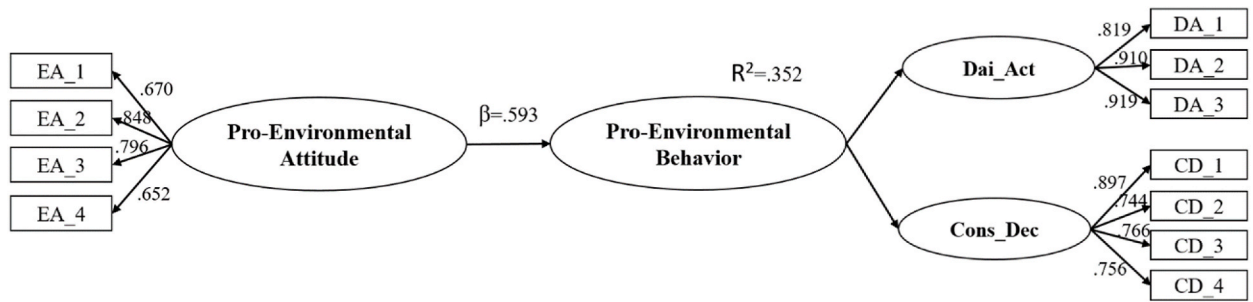 EA_1
EA_2
EA_3
EA_4
.670
.848
.796
.652
Pro-Environmental
Attitude
β=.593
Pro-Environmental
Behavior
R²=.352
Dai_Act
Cons_Dec
.819
.910
.919
DA_1
DA_2
DA_3
.897
.744
.766
.756
CD_1
CD_2
CD_3
CD_4